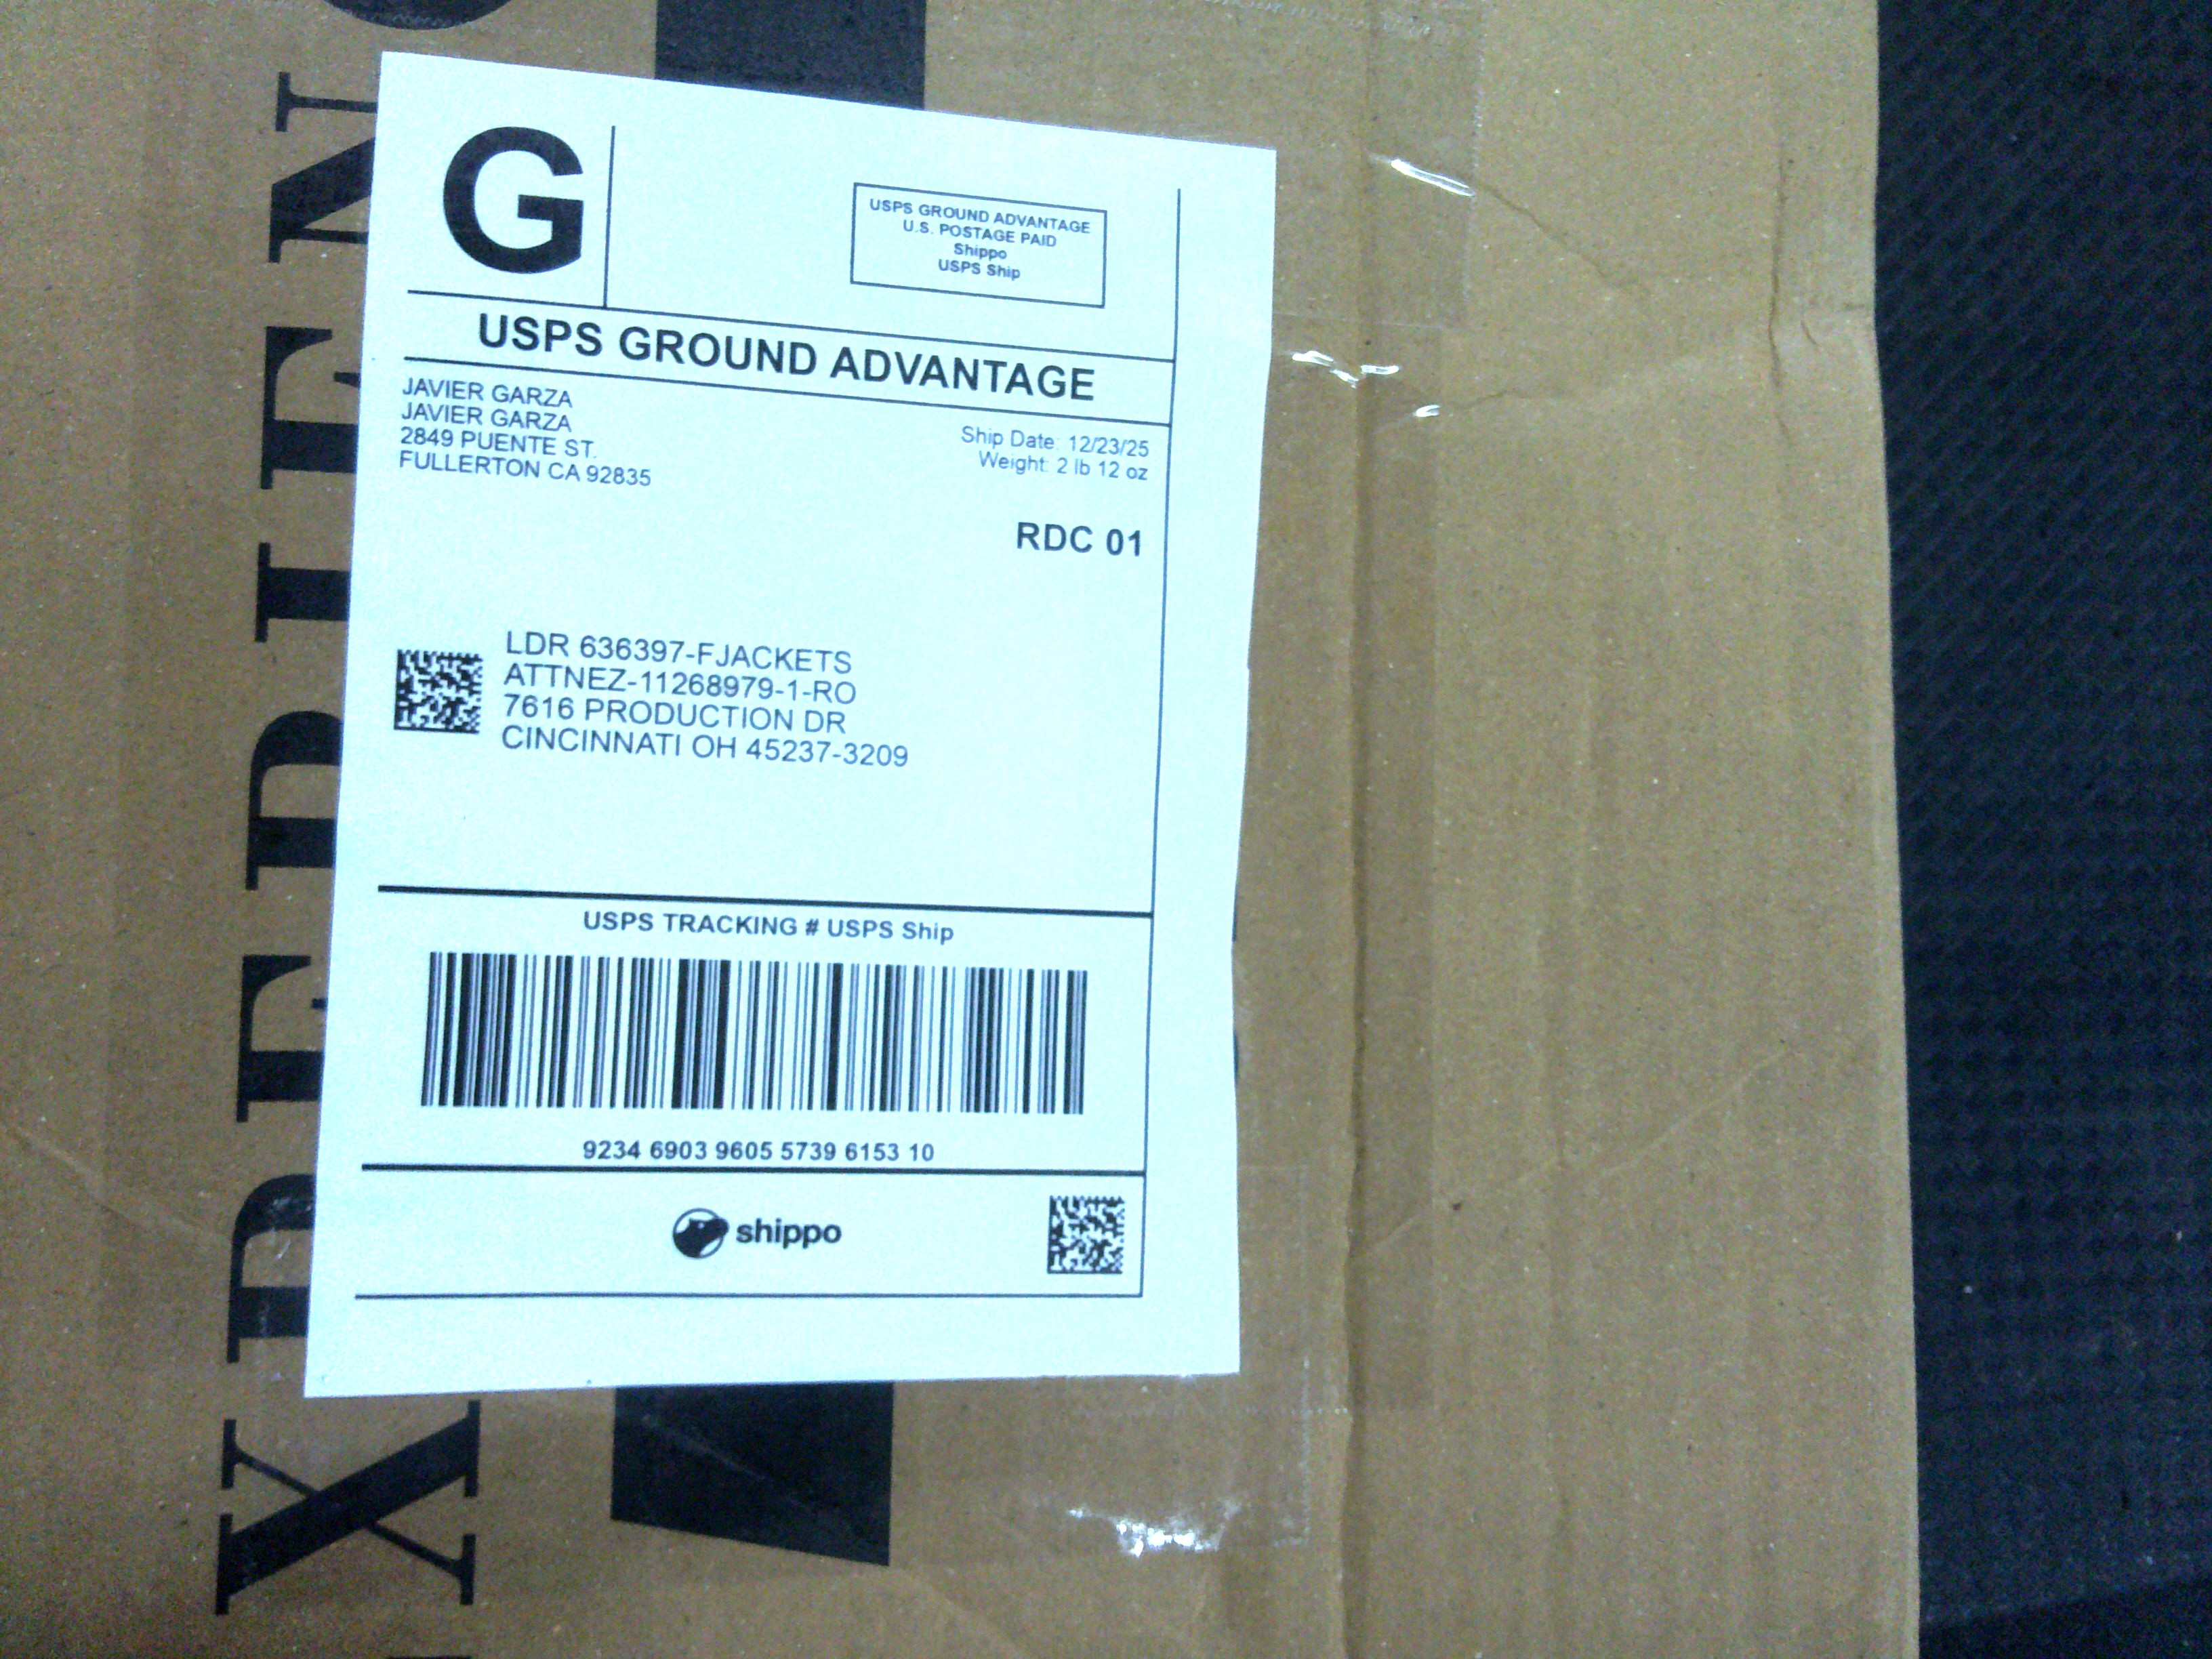 G
USPS GROUND ADVANTAGE
U.S. POSTAGE PAID
Shippo
USPS Ship
USPS GROUND ADVANTAGE
JAVIER GARZA
JAVIER GARZA
2849 PUENTE ST.
FULLERTON CA 92835
Ship Date: 12/23/25
Weight: 2 lb 12 oz
RDC 01
LDR 636397-FJACKETS
ATTNEZ-11268979-1-RO
7616 PRODUCTION DR
CINCINNATI OH 45237-3209
USPS TRACKING # USPS Ship
9234 6903 9605 5739 6153 10
shippo